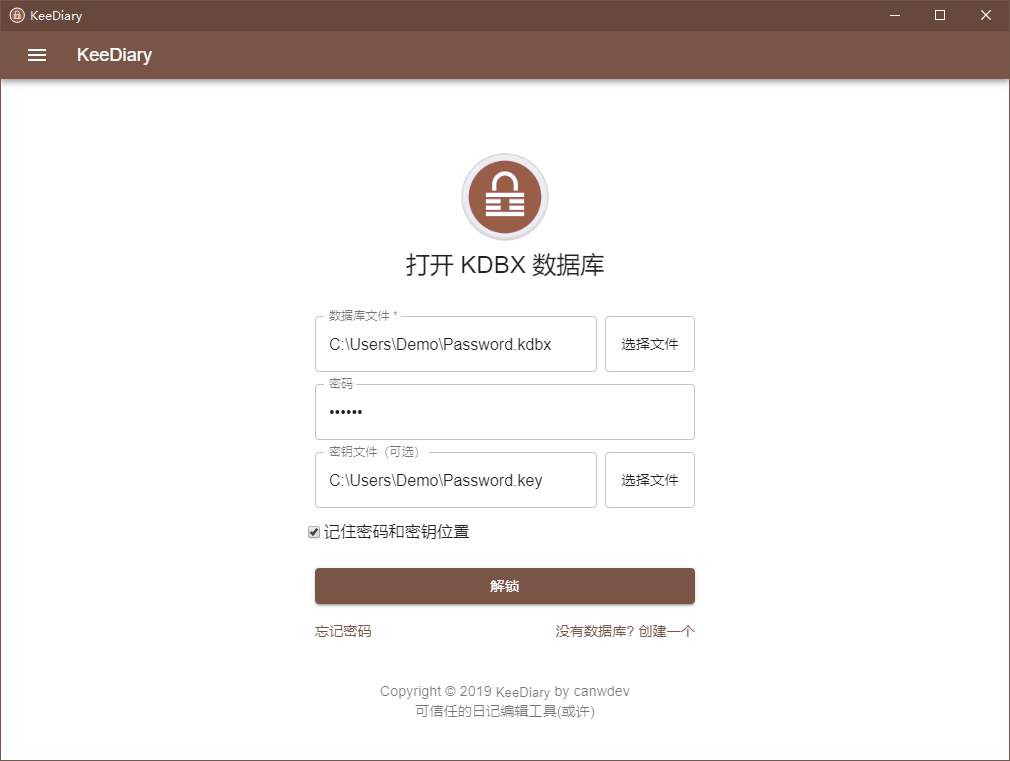 KeeDiary
KeeDiary
打开 KDBX 数据库
数据库文件 *
C:\Users\Demo\Password.kdbx
选择文件
密码
••••••
密钥文件（可选）
C:\Users\Demo\Password.key
选择文件
记住密码和密钥位置
解锁
忘记密码
没有数据库? 创建一个
Copyright © 2019 KeeDiary by canwdev
可信任的日记编辑工具(或许)